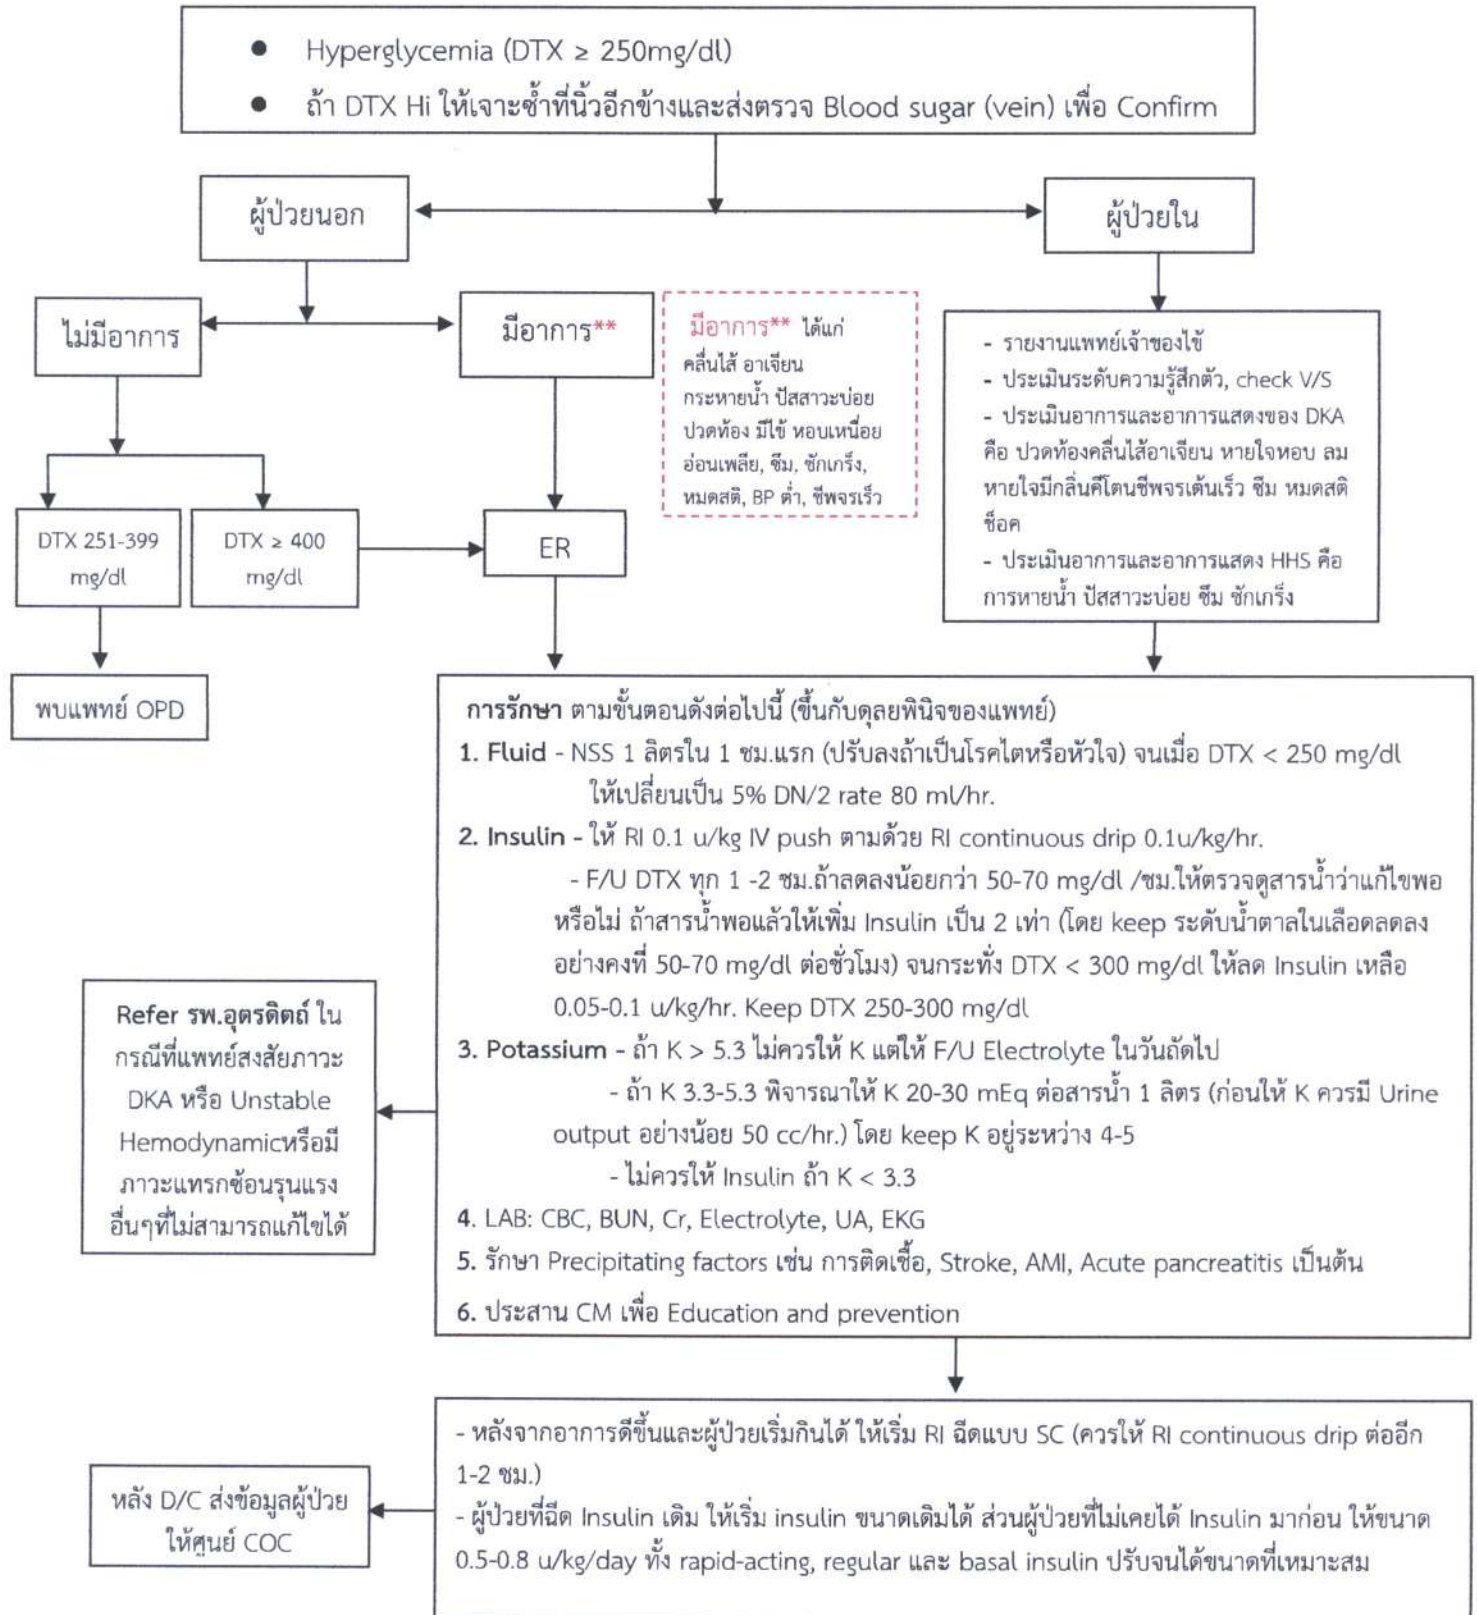 ● Hyperglycemia (DTX ≥ 250mg/dl)
● ถ้า DTX Hi ให้เจาะซ้ำที่นิ้วอีกข้างและส่งตรวจ Blood sugar (vein) เพื่อ Confirm
ผู้ป่วยนอก
ผู้ป่วยใน
ไม่มีอาการ
มีอาการ**
มีอาการ** ได้แก่
คลื่นไส้ อาเจียน
กระหายน้ำ ปัสสาวะบ่อย
ปวดท้อง มีไข้ หอบเหนื่อย
อ่อนเพลีย, ซึม, ชักเกร็ง,
หมดสติ, BP ต่ำ, ชีพจรเร็ว
- รายงานแพทย์เจ้าของไข้
- ประเมินระดับความรู้สึกตัว, check V/S
- ประเมินอาการและอาการแสดงของ DKA
คือ ปวดท้องคลื่นไส้อาเจียน หายใจหอบ ลม
หายใจมีกลิ่นคีโตนชีพจรเต้นเร็ว ซึม หมดสติ
ช็อค
- ประเมินอาการและอาการแสดง HHS คือ
การหายน้ำ ปัสสาวะบ่อย ซึม ชักเกร็ง
DTX 251-399
mg/dl
DTX ≥ 400
mg/dl
ER
พบแพทย์ OPD
การรักษา ตามขั้นตอนดังต่อไปนี้ (ขึ้นกับดุลยพินิจของแพทย์)
1. Fluid - NSS 1 ลิตรใน 1 ชม.แรก (ปรับลงถ้าเป็นโรคไตหรือหัวใจ) จนเมื่อ DTX < 250 mg/dl
ให้เปลี่ยนเป็น 5% DN/2 rate 80 ml/hr.
2. Insulin - ให้ RI 0.1 u/kg IV push ตามด้วย RI continuous drip 0.1u/kg/hr.
- F/U DTX ทุก 1 -2 ชม.ถ้าลดลงน้อยกว่า 50-70 mg/dl /ชม.ให้ตรวจดูสารน้ำว่าแก้ไขพอ
หรือไม่ ถ้าสารน้ำพอแล้วให้เพิ่ม Insulin เป็น 2 เท่า (โดย keep ระดับน้ำตาลในเลือดลดลง
อย่างคงที่ 50-70 mg/dl ต่อชั่วโมง) จนกระทั่ง DTX < 300 mg/dl ให้ลด Insulin เหลือ
0.05-0.1 u/kg/hr. Keep DTX 250-300 mg/dl
3. Potassium - ถ้า K > 5.3 ไม่ควรให้ K แต่ให้ F/U Electrolyte ในวันถัดไป
- ถ้า K 3.3-5.3 พิจารณาให้ K 20-30 mEq ต่อสารน้ำ 1 ลิตร (ก่อนให้ K ควรมี Urine
output อย่างน้อย 50 cc/hr.) โดย keep K อยู่ระหว่าง 4-5
- ไม่ควรให้ Insulin ถ้า K < 3.3
4. LAB: CBC, BUN, Cr, Electrolyte, UA, EKG
5. รักษา Precipitating factors เช่น การติดเชื้อ, Stroke, AMI, Acute pancreatitis เป็นต้น
6. ประสาน CM เพื่อ Education and prevention
Refer รพ.อุตรดิตถ์ ใน
กรณีที่แพทย์สงสัยภาวะ
DKA หรือ Unstable
Hemodynamicหรือมี
ภาวะแทรกซ้อนรุนแรง
อื่นๆที่ไม่สามารถแก้ไขได้
- หลังจากอาการดีขึ้นและผู้ป่วยเริ่มกินได้ ให้เริ่ม RI ฉีดแบบ SC (ควรให้ RI continuous drip ต่ออีก
1-2 ชม.)
- ผู้ป่วยที่ฉีด Insulin เดิม ให้เริ่ม insulin ขนาดเดิมได้ ส่วนผู้ป่วยที่ไม่เคยได้ Insulin มาก่อน ให้ขนาด
0.5-0.8 u/kg/day ทั้ง rapid-acting, regular และ basal insulin ปรับจนได้ขนาดที่เหมาะสม
หลัง D/C ส่งข้อมูลผู้ป่วย
ให้ศูนย์ COC